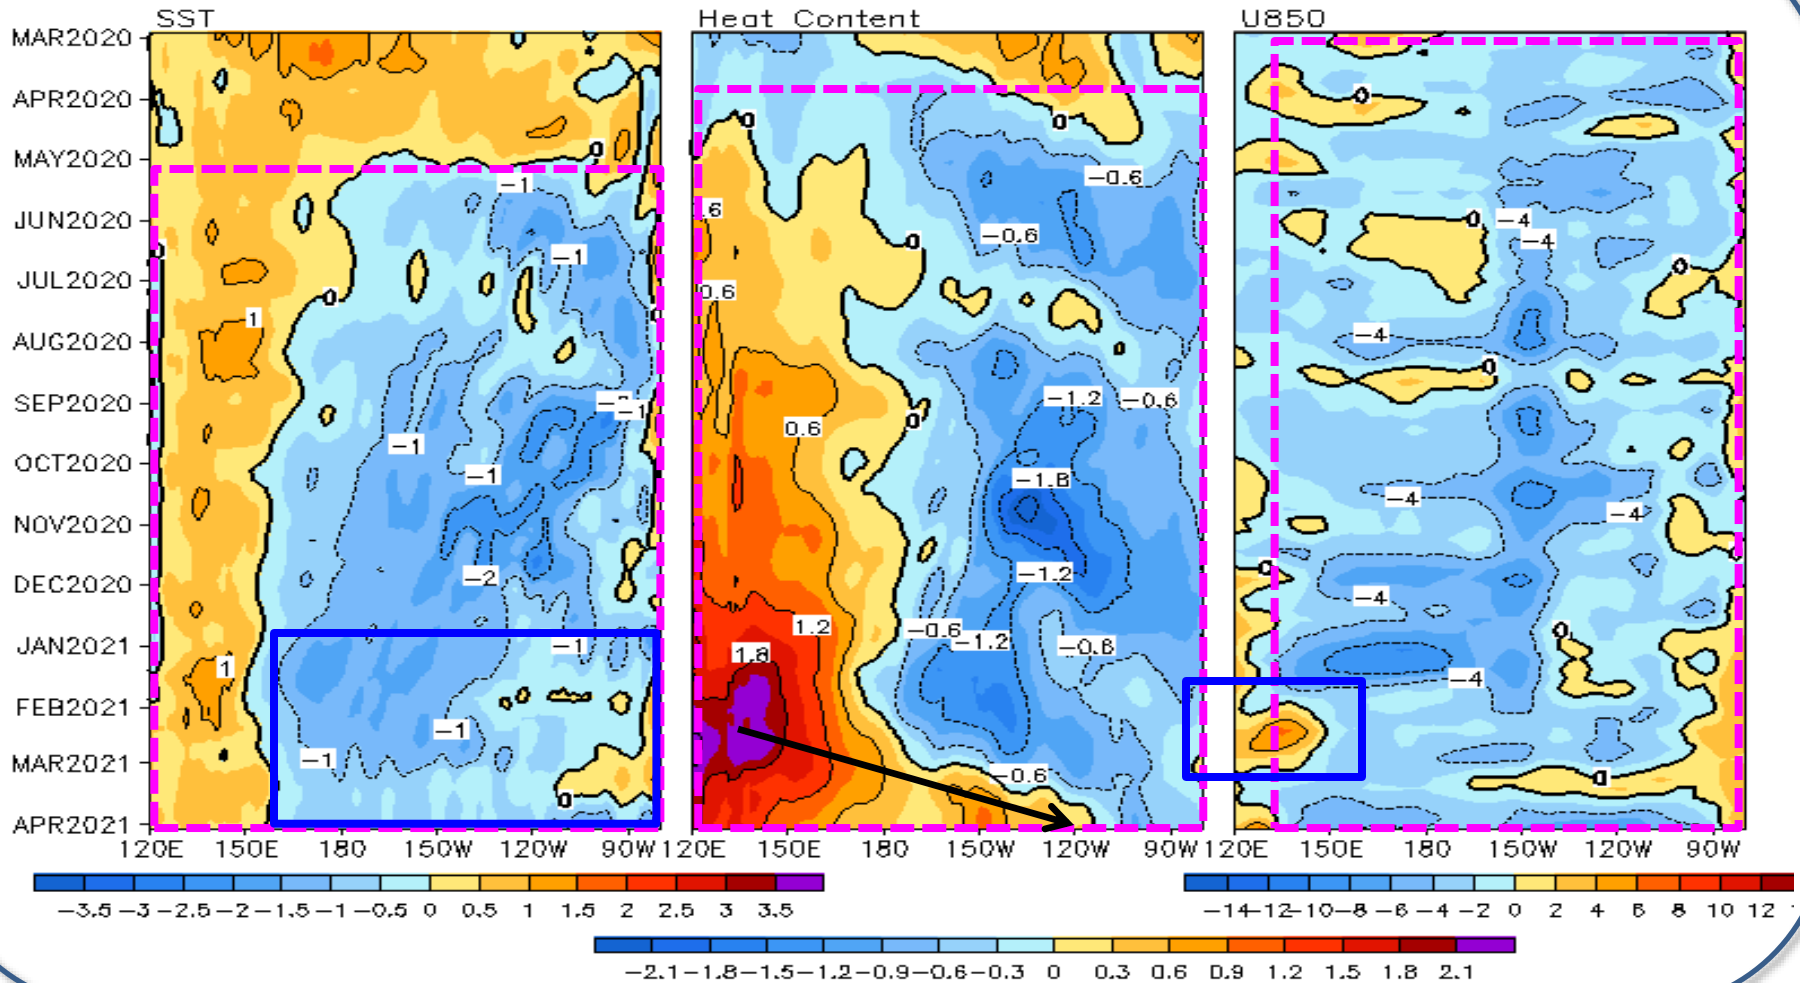 SST Heat Content U850
MAR2020
APR2020
MAY2020
JUN2020
JUL2020
AUG2020
SEP2020
OCT2020
NOV2020
DEC2020
JAN2021
FEB2021
MAR2021
APR2021
0 -1 -1 0 0 1 -1 -1 -1 -2 -1 1 -1 -1 0
0 0 -0.6 .6 -0.6 0 0.6 -1.2 -0.6 0 0.6 -1.8 -1.2 1.2 -0.6 -1.2 -0.6 1.8 -0.6
0 0 -4 -4 0 -4 0 -4 -4 0 -4 0 -4 0
120E 150E 180 150W 120W 90W 120E 150E 180 150W 120W 90W 120E 150E 180 150W 120W 90W
-3.5 -3 -2.5 -2 -1.5 -1 -0.5 0 0.5 1 1.5 2 2.5 3 3.5
-14 -12 -10 -8 -6 -4 -2 0 2 4 6 8 10 12
-2.1 -1.8 -1.5 -1.2 -0.9 -0.6 -0.3 0 0.3 0.6 0.9 1.2 1.5 1.8 2.1